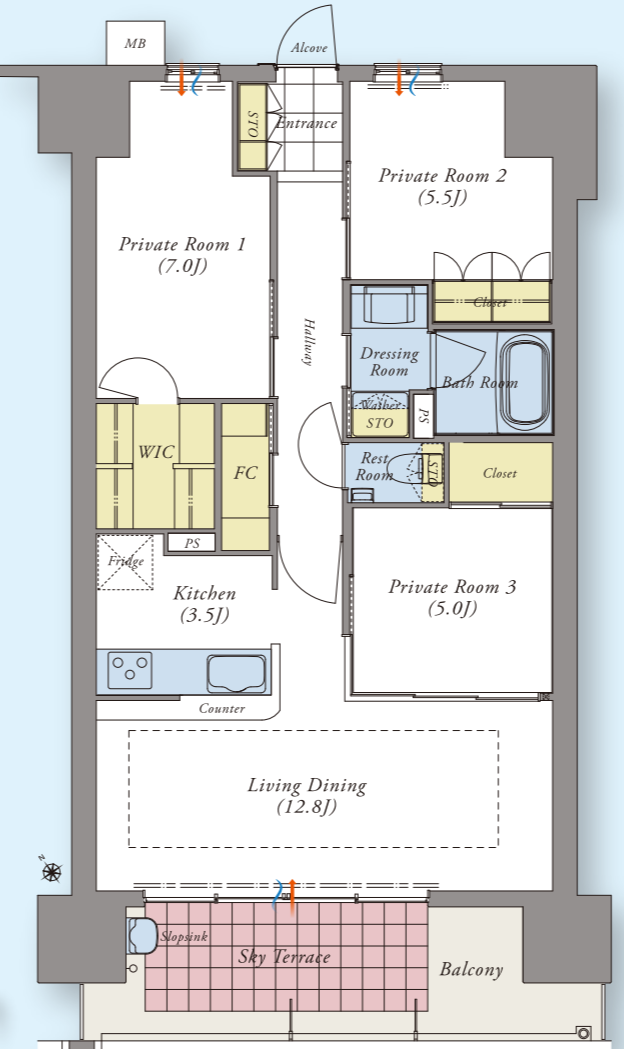 MB
Alcove
STO
Entrance
Private Room 2
(5.5J)
Private Room 1
(7.0J)
Closet
Hallway
Dressing
Room
Bath Room
Washer
STO
PS
WIC
FC
Rest
Room
STO
Closet
PS
Fridge
Kitchen
(3.5J)
Private Room 3
(5.0J)
Counter
Living Dining
(12.8J)
N
Slopsink
Sky Terrace
Balcony